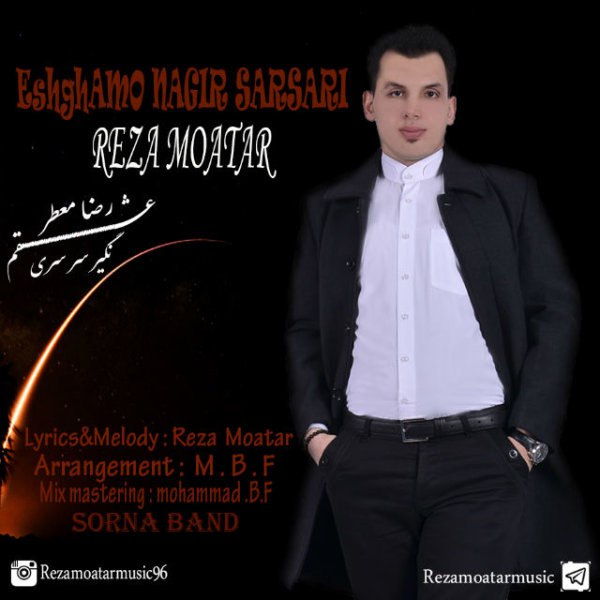 Eshghamo NAGIR SARSARI
REZA MOATAR
رضا معطر
عشقم
نگیر سرسری
Lyrics&Melody : Reza Moatar
Arrangement : M . B . F
Mix mastering : mohammad .B.F
SORNA BAND
Rezamoatarmusic96
Rezamoatarmusic